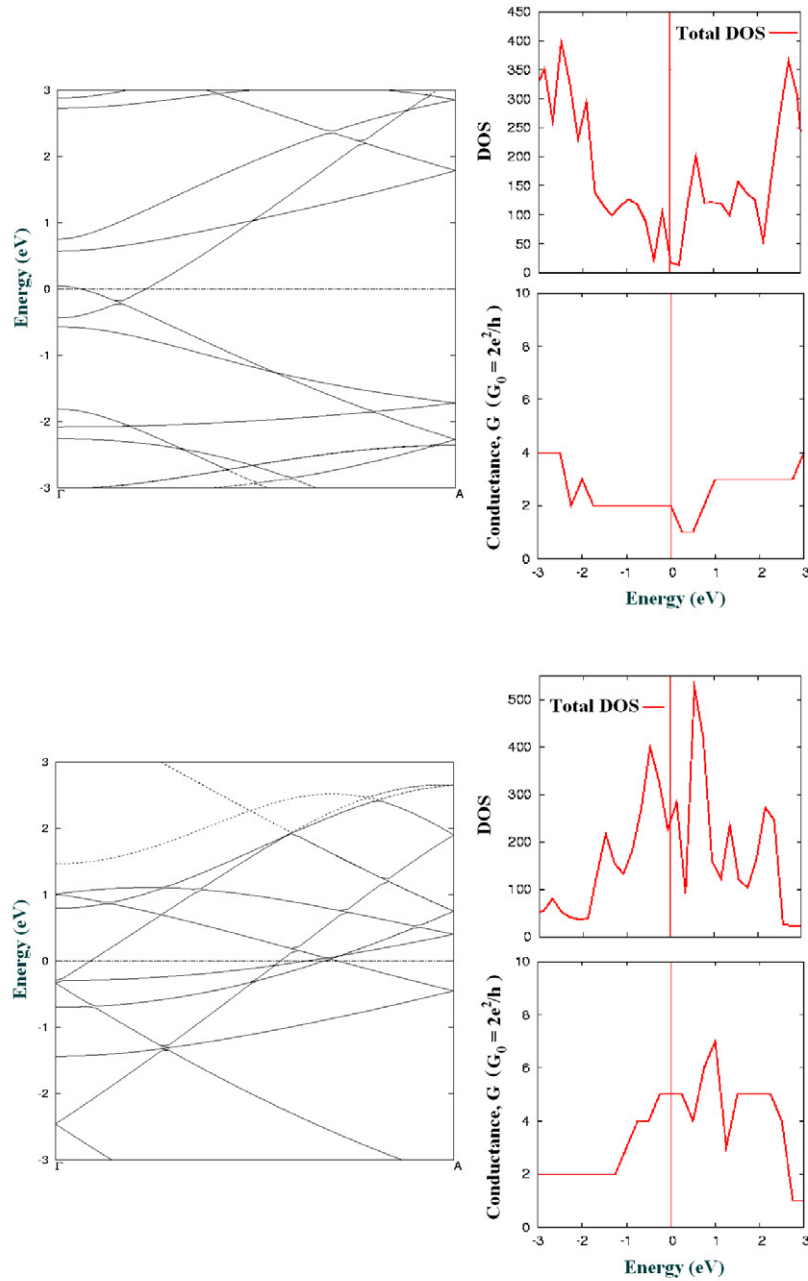 3
2
1
0
-1
-2
-3
Energy (eV)
Γ
A
450
400
350
300
250
200
150
100
50
0
DOS
Total DOS
10
8
6
4
2
0
Conductance, G ( G₀ = 2e²/h )
-3 -2 -1 0 1 2 3
Energy (eV)
3
2
1
0
-1
-2
-3
Energy (eV)
Γ
A
500
400
300
200
100
0
DOS
Total DOS
10
8
6
4
2
0
Conductance, G ( G₀ = 2e²/h )
-3 -2 -1 0 1 2 3
Energy (eV)